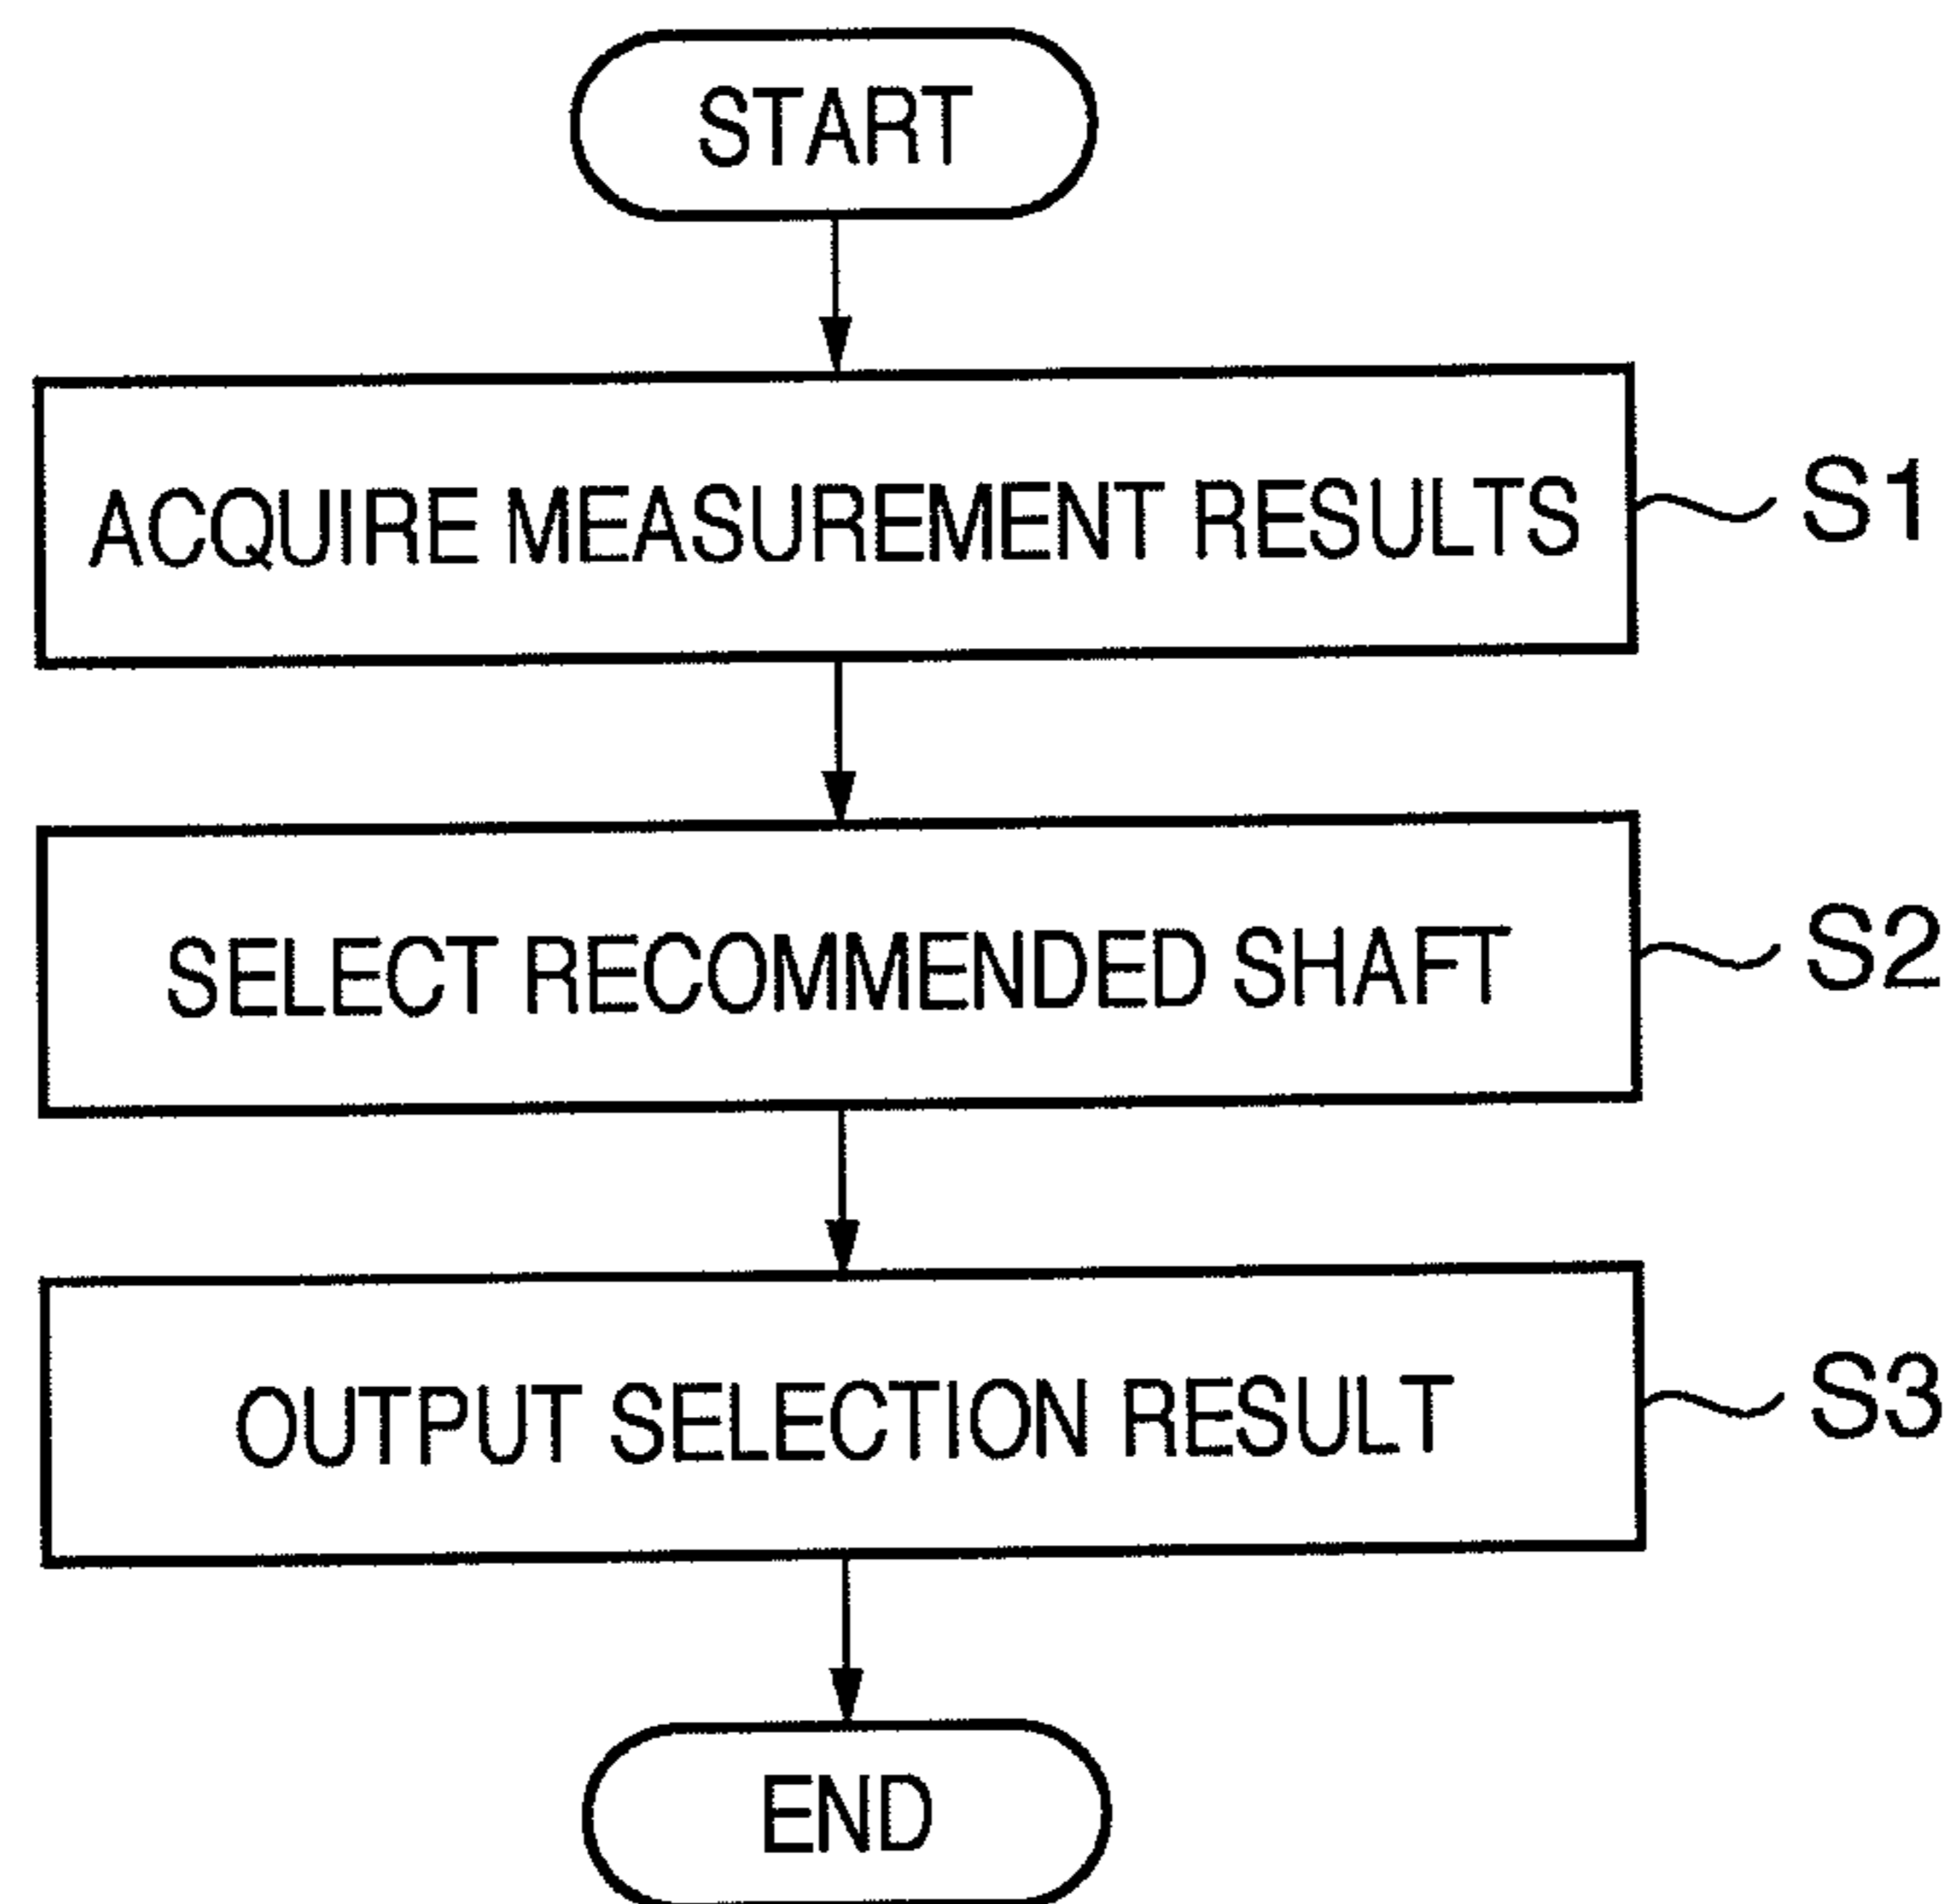 START
ACQUIRE MEASUREMENT RESULTS
S1
SELECT RECOMMENDED SHAFT
S2
OUTPUT SELECTION RESULT
S3
END